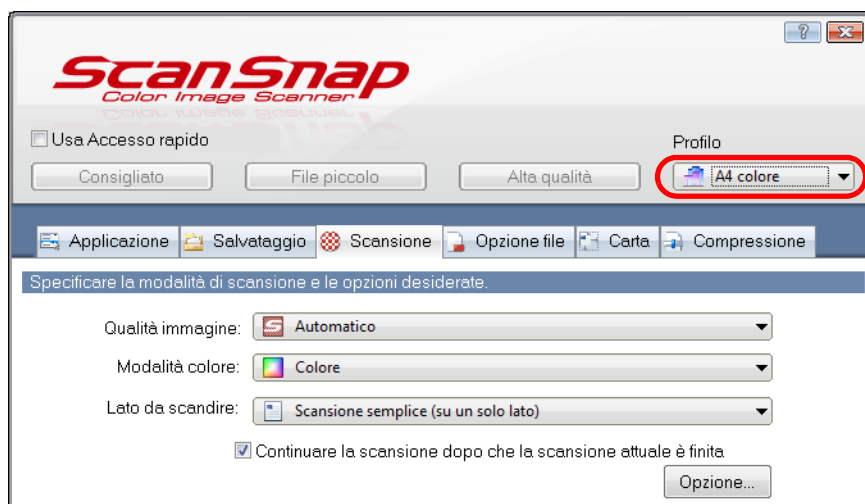 ScanSnap
Color Image Scanner
Usa Accesso rapido
Profilo
Consigliato File piccolo Alta qualità A4 colore
Applicazione Salvataggio Scansione Opzione file Carta Compressione
Specificare la modalità di scansione e le opzioni desiderate.
Qualità immagine: Automatico
Modalità colore: Colore
Lato da scandire: Scansione semplice (su un solo lato)
Continuare la scansione dopo che la scansione attuale è finita
Opzione...